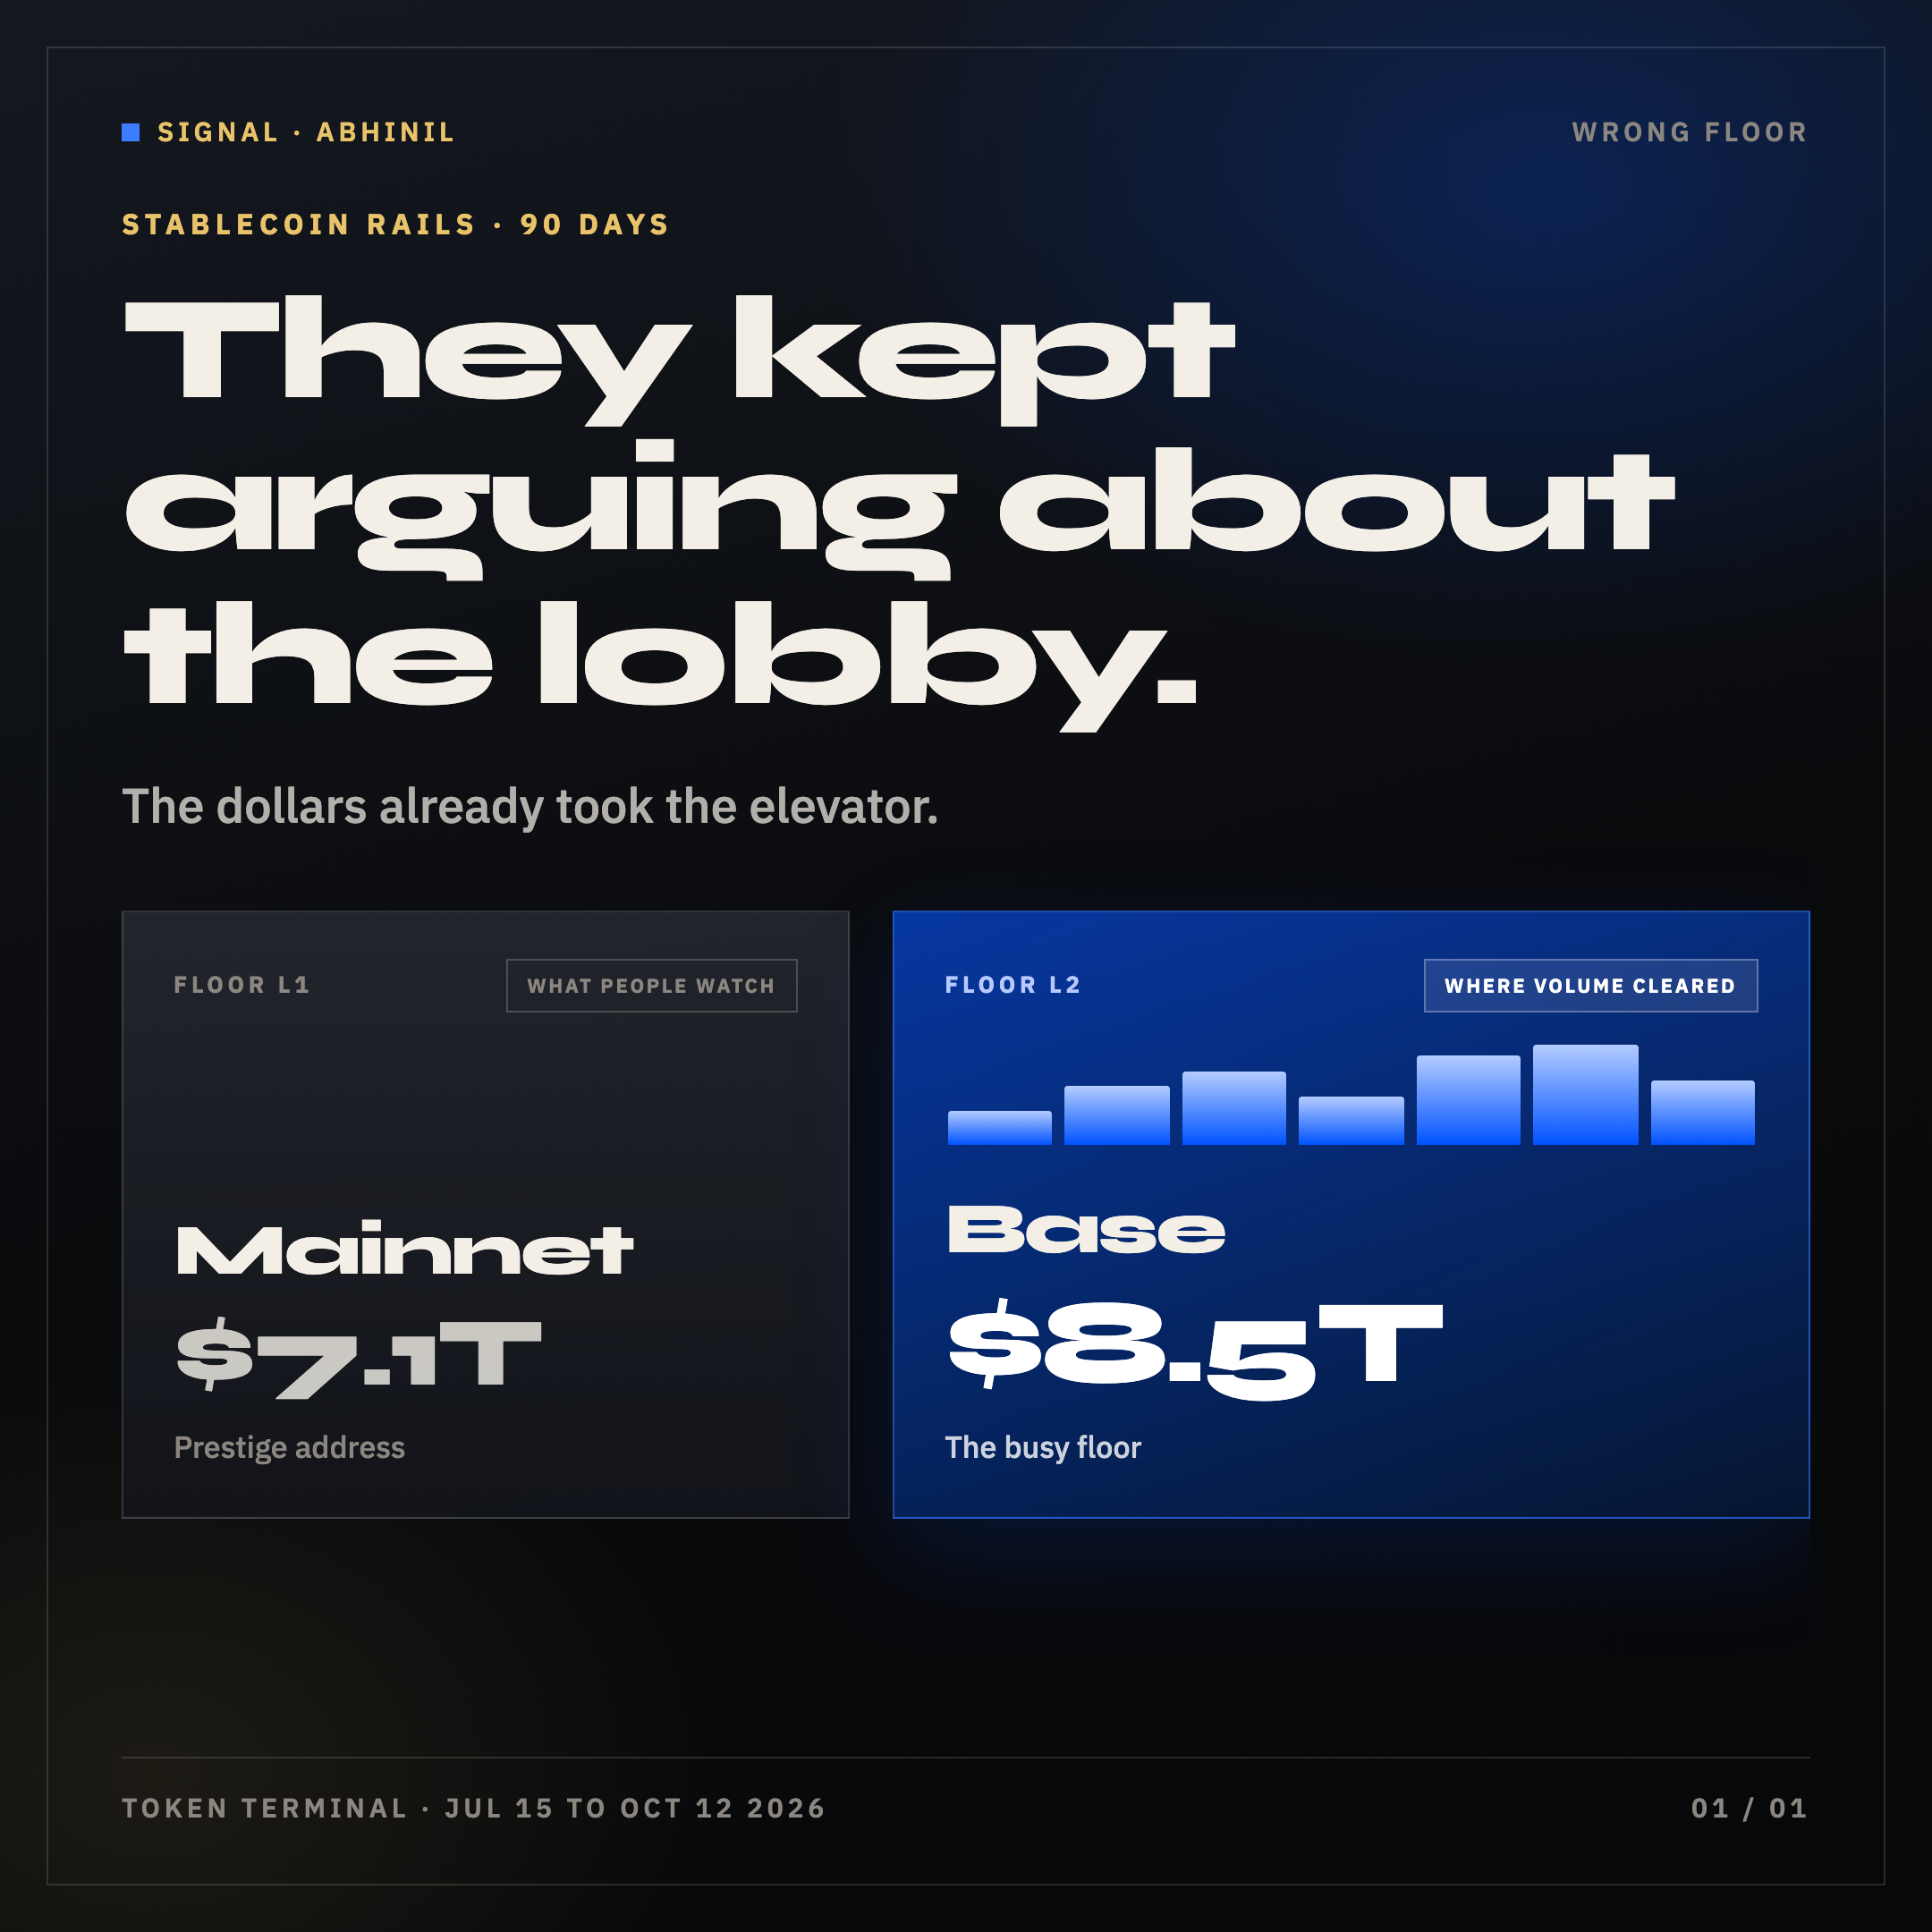 SIGNAL · ABHINIL
WRONG FLOOR
STABLECOIN RAILS · 90 DAYS
They kept
arguing about
the lobby.
The dollars already took the elevator.
FLOOR L1
WHAT PEOPLE WATCH
Mainnet
$7.1T
Prestige address
FLOOR L2
WHERE VOLUME CLEARED
Base
$8.5T
The busy floor
TOKEN TERMINAL · JUL 15 TO OCT 12 2026
01 / 01